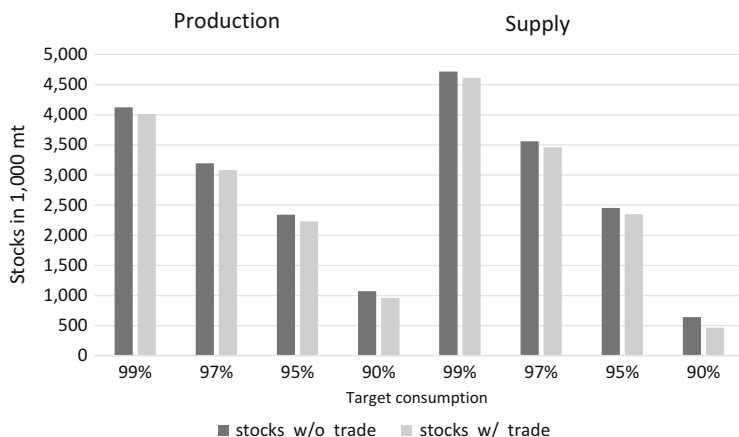 Production Supply
5,000
4,500
4,000
3,500
3,000
2,500
2,000
1,500
1,000
500
0
Stocks in 1,000 mt
99% 97% 95% 90% 99% 97% 95% 90%
Target consumption
stocks w/o trade stocks w/ trade